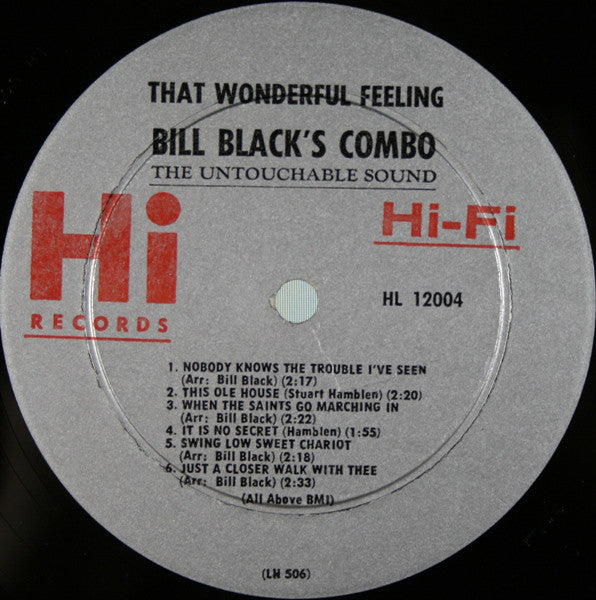 THAT WONDERFUL FEELING
BILL BLACK'S COMBO
THE UNTOUCHABLE SOUND
Hi
RECORDS
Hi-Fi
HL 12004
1. NOBODY KNOWS THE TROUBLE I'VE SEEN
(Arr: Bill Black) (2:17)
2. THIS OLE HOUSE (Stuart Hamblen) (2:20)
3. WHEN THE SAINTS GO MARCHING IN
(Arr: Bill Black) (2:22)
4. IT IS NO SECRET (Hamblen) (1:55)
5. SWING LOW SWEET CHARIOT
(Arr: Bill Black) (2:18)
6. JUST A CLOSER WALK WITH THEE
(Arr: Bill Black) (2:33)
(All Above BMI)
(LH 506)